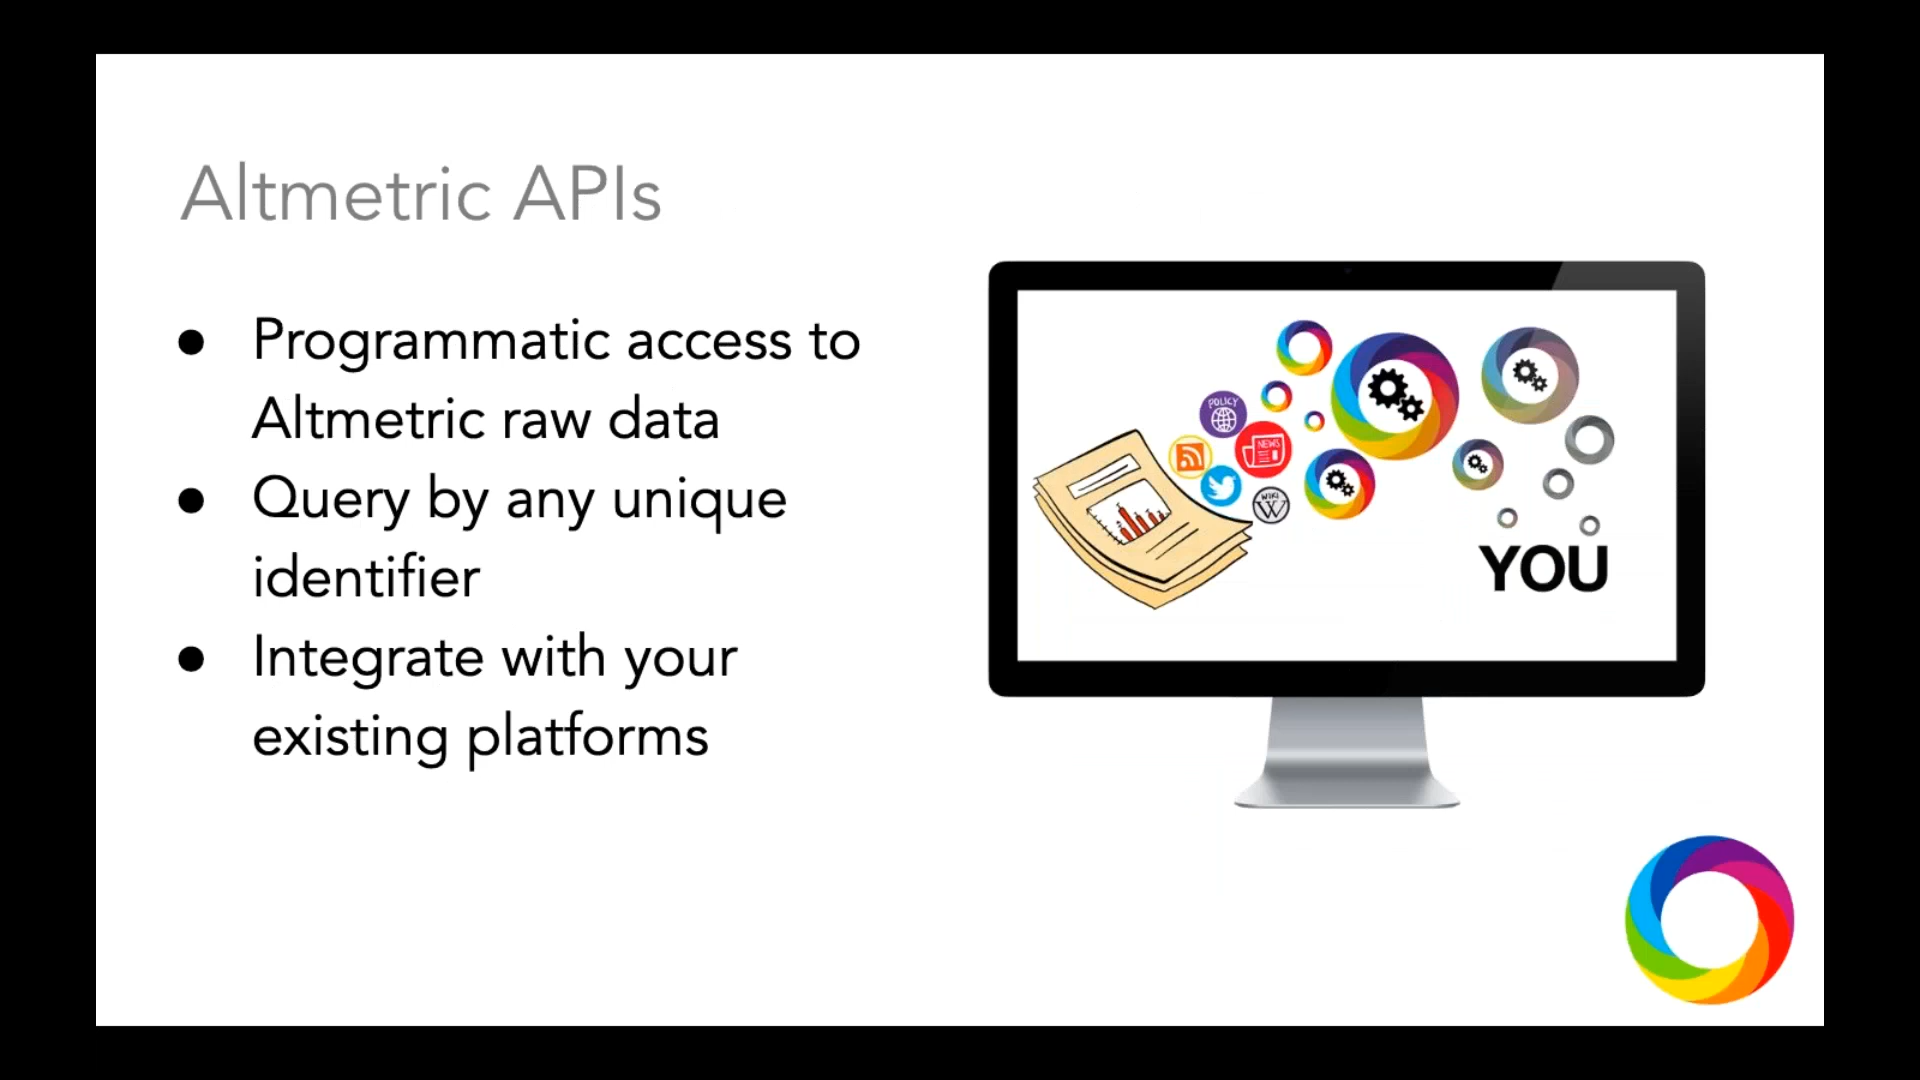 Altmetric APIs
● Programmatic access to
Altmetric raw data
● Query by any unique
identifier
● Integrate with your
existing platforms
POLICY
NEWS
WIKI
W
YOU